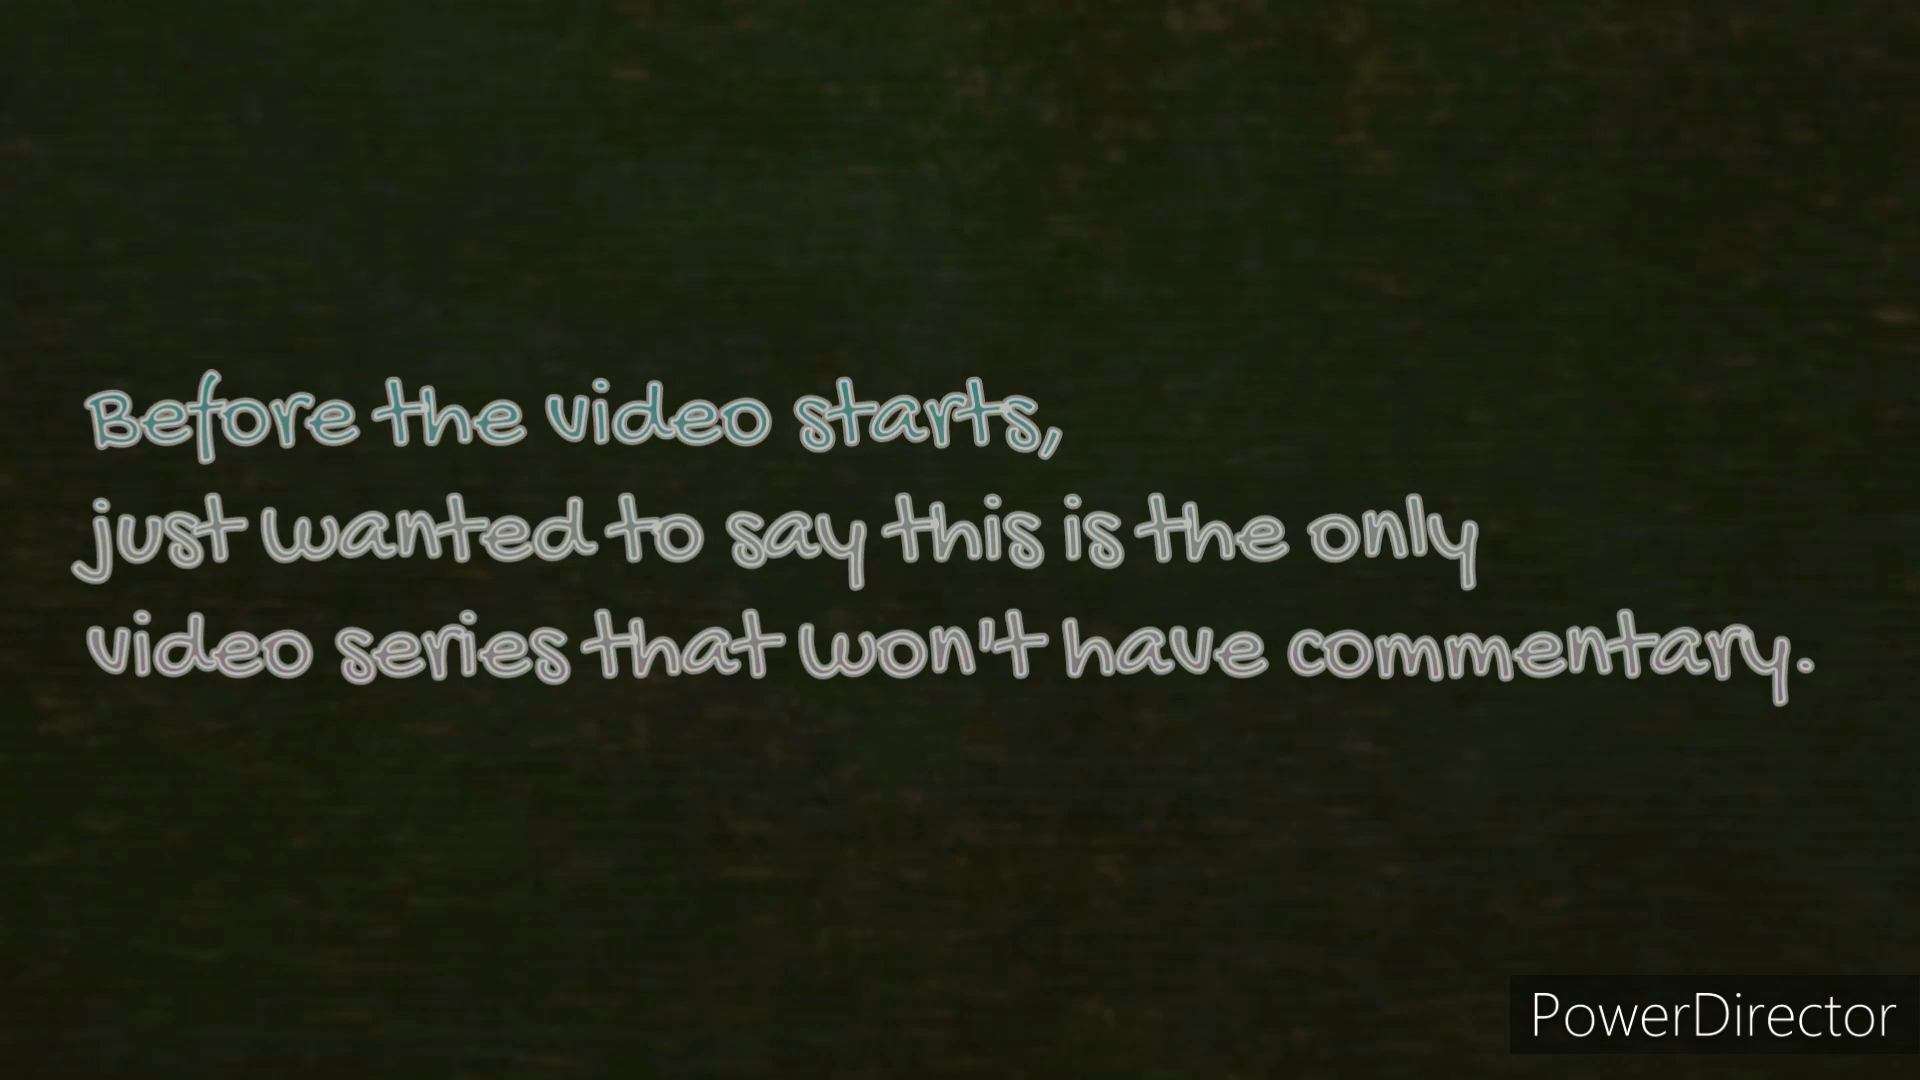 Before the video starts,
just wanted to say this is the only
video series that won't have commentary.
PowerDirector